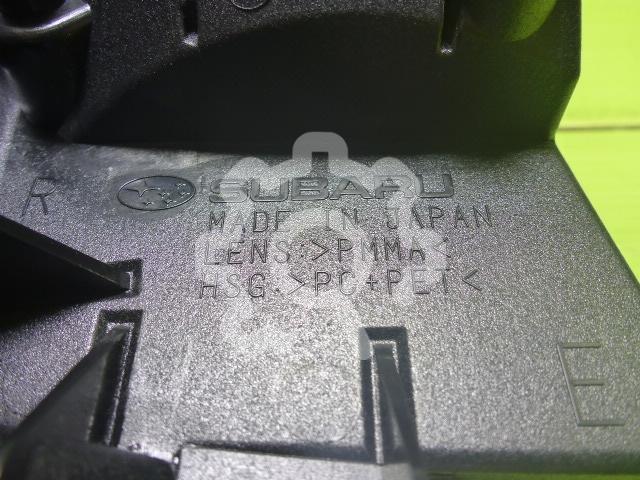 R SUBARU
MADE IN JAPAN
LENS:>PMMA<
HSG.>PC+PET<
E